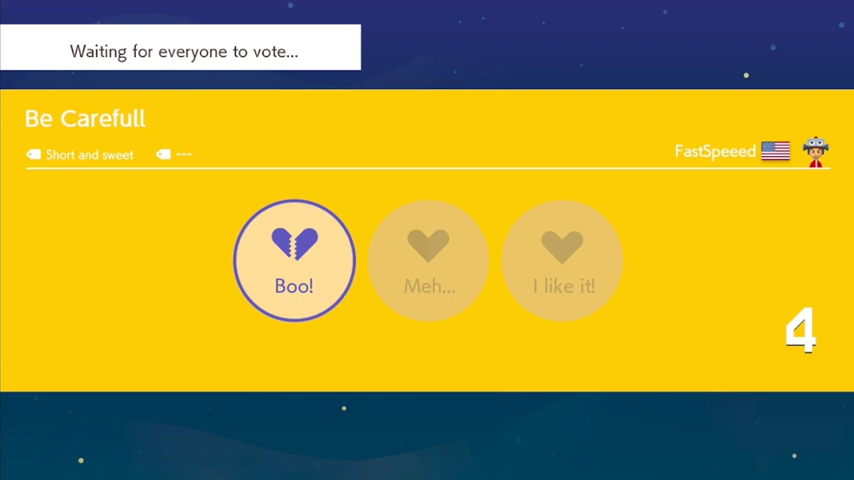 Waiting for everyone to vote...
Be Carefull
Short and sweet ---
FastSpeeed
Boo! Meh... I like it!
4